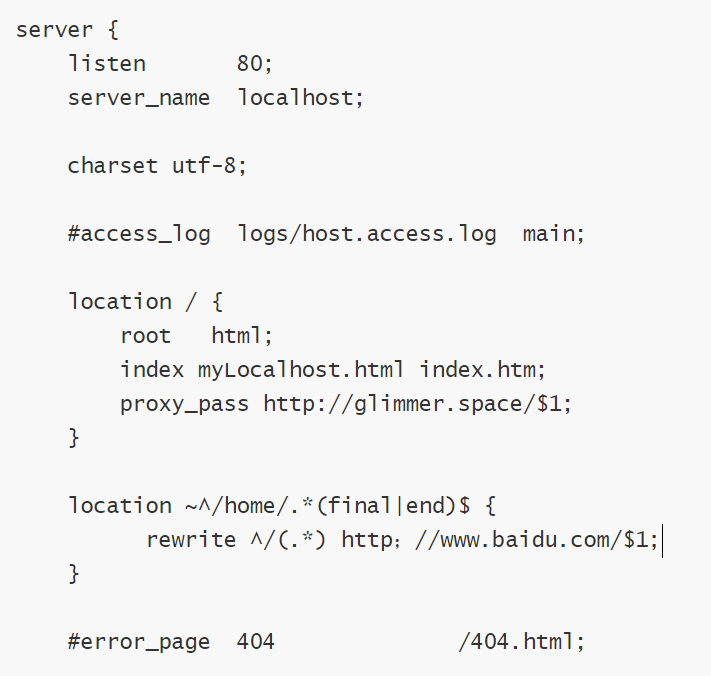 server {
    listen       80;
    server_name  localhost;
    charset utf-8;
    #access_log  logs/host.access.log  main;
    location / {
        root   html;
        index myLocalhost.html index.htm;
        proxy_pass http://glimmer.space/$1;
    }
    location ~^/home/.*(final|end)$ {
          rewrite ^/(.*) http；//www.baidu.com/$1;
    }
    #error_page  404              /404.html;